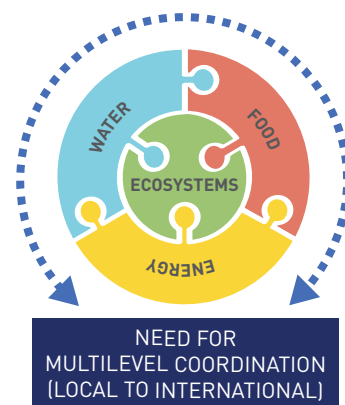 WATER
FOOD
ECOSYSTEMS
ENERGY
NEED FOR
MULTILEVEL COORDINATION
(LOCAL TO INTERNATIONAL)